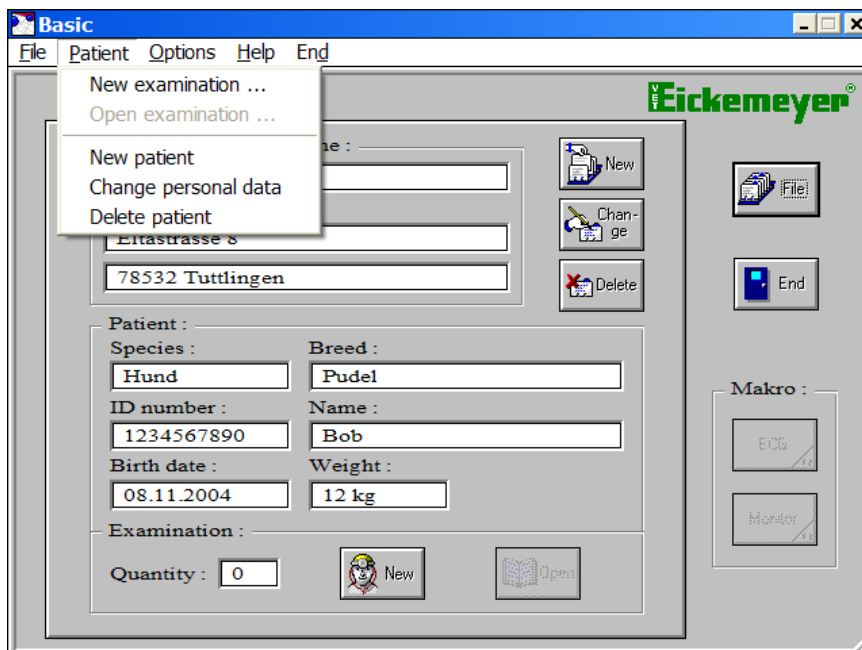 Basic
File Patient Options Help End
New examination ...
Open examination ...
New patient
Change personal data
Delete patient
VET Eickemeyer®
New
File
Chan-
ge
Eltastrasse 8
78532 Tuttlingen
Delete
End
Patient :
Species : Breed :
Hund Pudel
Makro :
ID number : Name :
1234567890 Bob
ECG
F2
Birth date : Weight :
08.11.2004 12 kg
Monitor
F3
Examination :
Quantity : 0 New Open